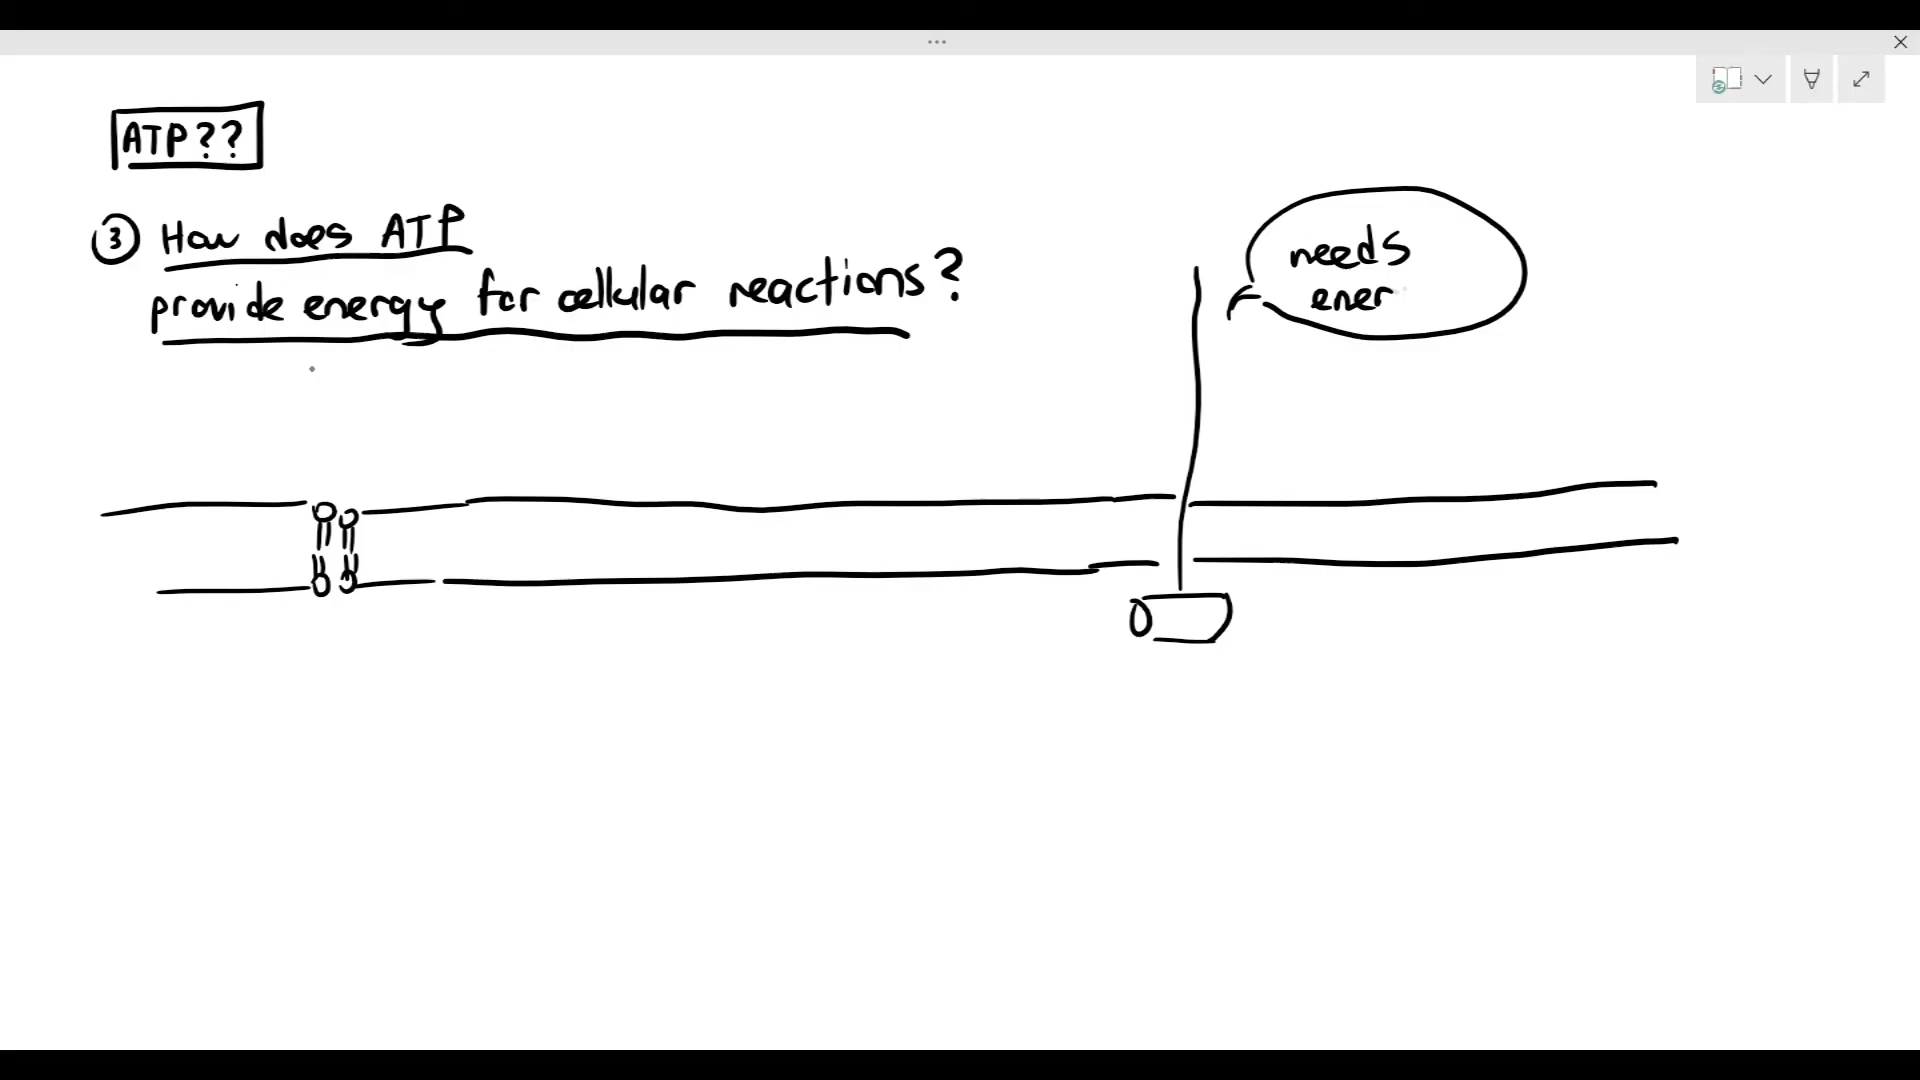 ATP??
③ How does ATP
provide energy for cellular reactions?
needs
ener